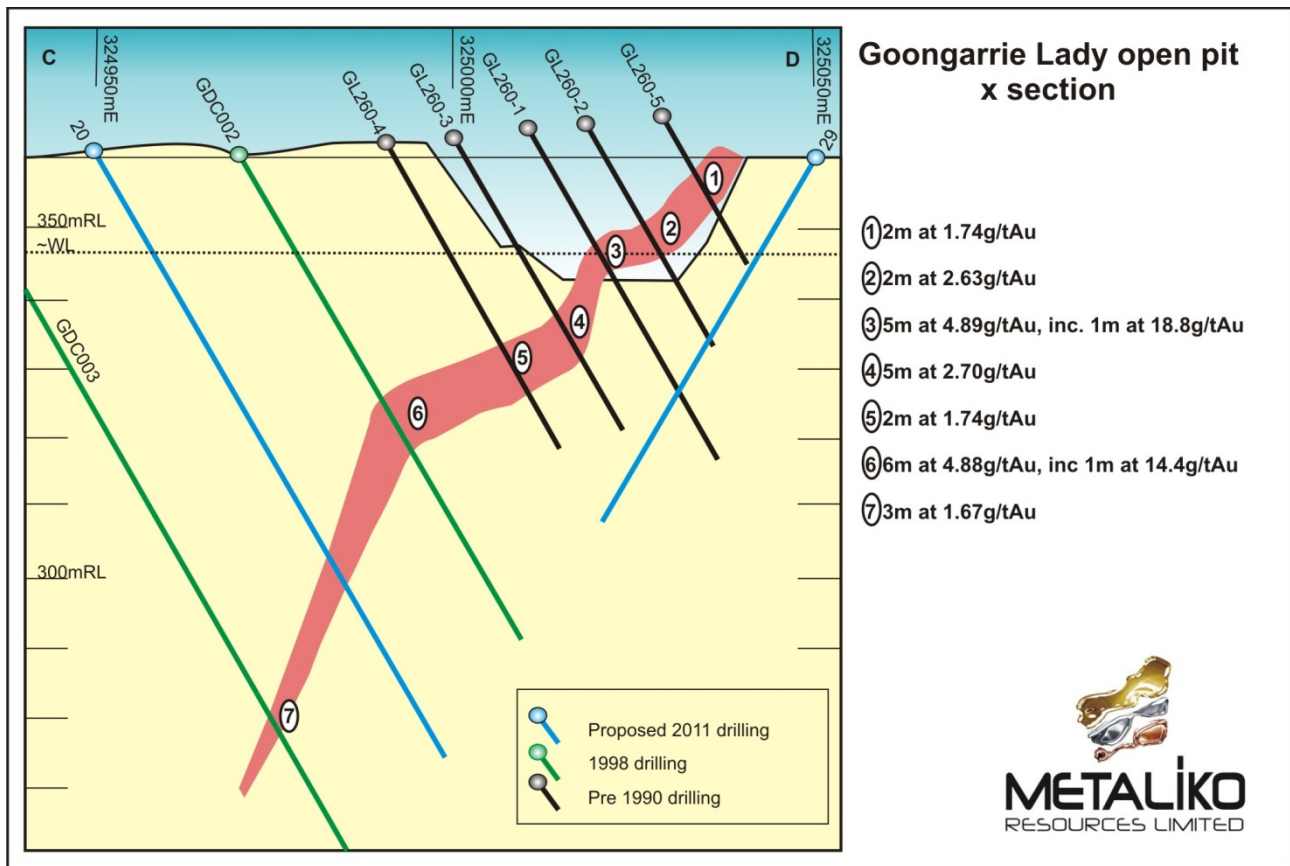 Goongarrie Lady open pit
x section
C
D
324950mE
325000mE
325050mE
20
GDC002
GL260-4
GL260-3
GL260-1
GL260-2
GL260-5
29
350mRL
~WL
GDC003
300mRL
1
2
3
4
5
6
7
1 2m at 1.74g/tAu
2 2m at 2.63g/tAu
3 5m at 4.89g/tAu, inc. 1m at 18.8g/tAu
4 5m at 2.70g/tAu
5 2m at 1.74g/tAu
6 6m at 4.88g/tAu, inc 1m at 14.4g/tAu
7 3m at 1.67g/tAu
Proposed 2011 drilling
1998 drilling
Pre 1990 drilling
METALIKO
RESOURCES LIMITED